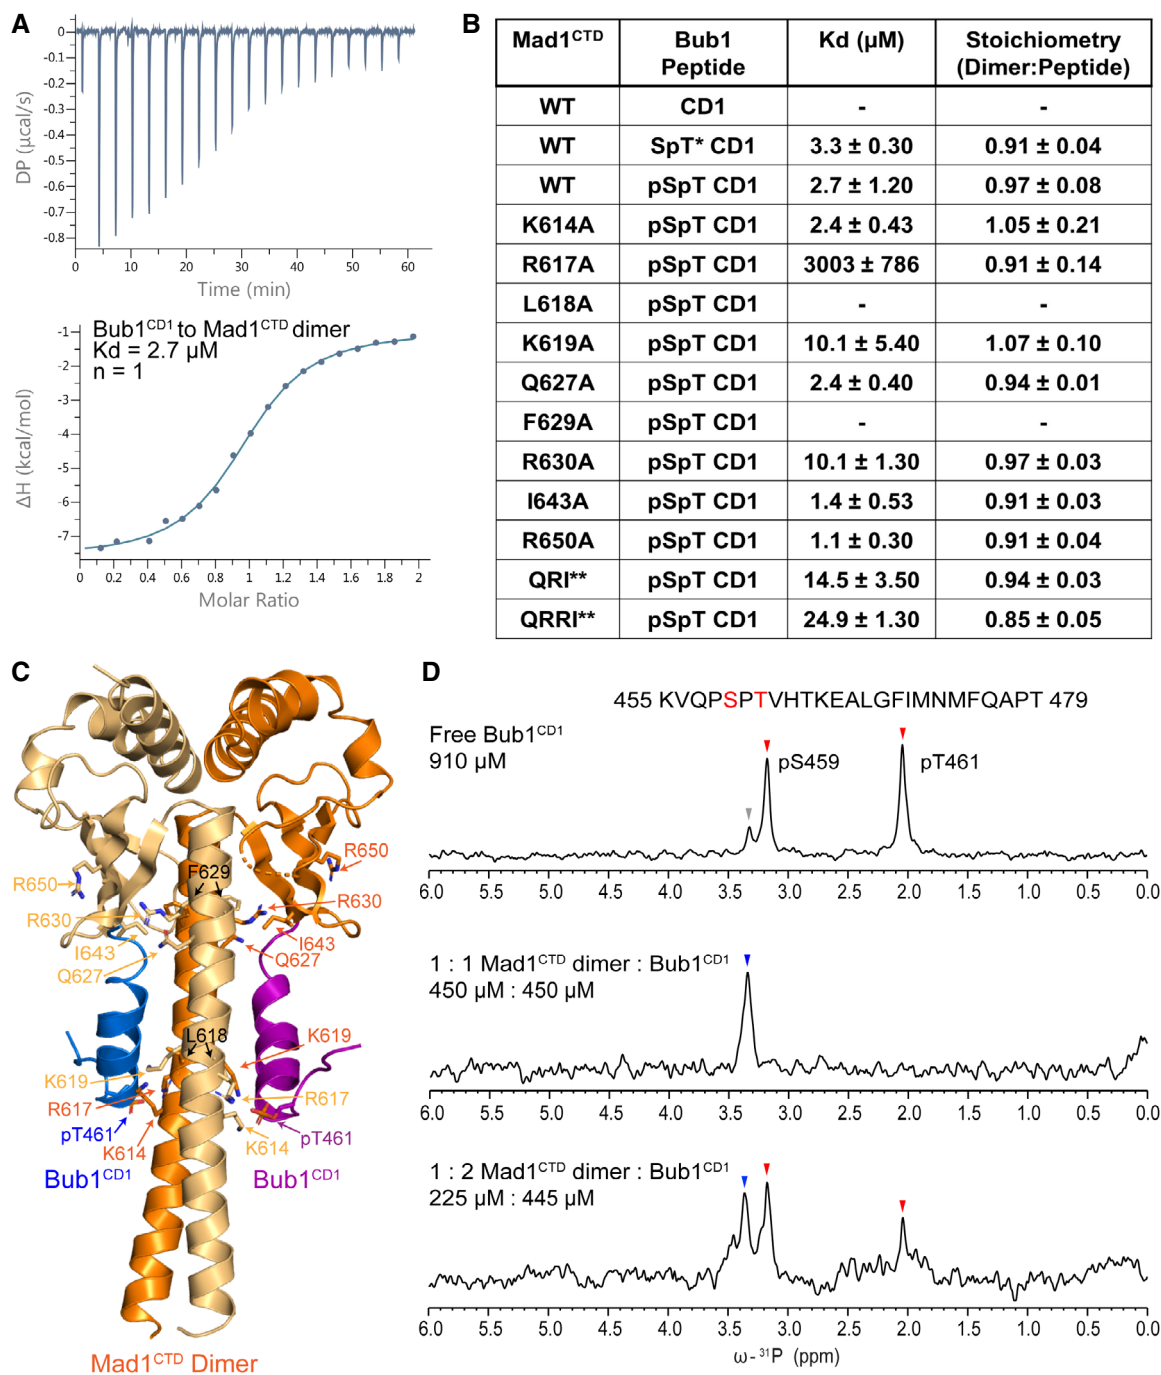 A
0
-0.1
-0.2
-0.3
-0.4
-0.5
-0.6
-0.7
-0.8
DP (µcal/s)
0 10 20 30 40 50 60
Time (min)
Bub1CD1 to Mad1CTD dimer
Kd = 2.7 µM
n = 1
-1
-2
-3
-4
-5
-6
-7
ΔH (kcal/mol)
0 0.2 0.4 0.6 0.8 1 1.2 1.4 1.6 1.8 2
Molar Ratio
B
Mad1CTD Bub1 Peptide Kd (µM) Stoichiometry (Dimer:Peptide)
WT CD1 - -
WT SpT* CD1 3.3 ± 0.30 0.91 ± 0.04
WT pSpT CD1 2.7 ± 1.20 0.97 ± 0.08
K614A pSpT CD1 2.4 ± 0.43 1.05 ± 0.21
R617A pSpT CD1 3003 ± 786 0.91 ± 0.14
L618A pSpT CD1 - -
K619A pSpT CD1 10.1 ± 5.40 1.07 ± 0.10
Q627A pSpT CD1 2.4 ± 0.40 0.94 ± 0.01
F629A pSpT CD1 - -
R630A pSpT CD1 10.1 ± 1.30 0.97 ± 0.03
I643A pSpT CD1 1.4 ± 0.53 0.91 ± 0.03
R650A pSpT CD1 1.1 ± 0.30 0.91 ± 0.04
QRI** pSpT CD1 14.5 ± 3.50 0.94 ± 0.03
QRRI** pSpT CD1 24.9 ± 1.30 0.85 ± 0.05
C
R650
F629
R650
R630
R630
I643
I643
Q627
Q627
L618
K619
K619
R617
R617
pT461
K614
K614
pT461
Bub1CD1
Bub1CD1
Mad1CTD Dimer
D
455 KVQPSPTVHTKEALGFIMNMFQAPT 479
Free Bub1CD1
910 µM
pS459
pT461
6.0 5.5 5.0 4.5 4.0 3.5 3.0 2.5 2.0 1.5 1.0 0.5 0.0
1 : 1 Mad1CTD dimer : Bub1CD1
450 µM : 450 µM
6.0 5.5 5.0 4.5 4.0 3.5 3.0 2.5 2.0 1.5 1.0 0.5 0.0
1 : 2 Mad1CTD dimer : Bub1CD1
225 µM : 445 µM
6.0 5.5 5.0 4.5 4.0 3.5 3.0 2.5 2.0 1.5 1.0 0.5 0.0
ω - 31P (ppm)